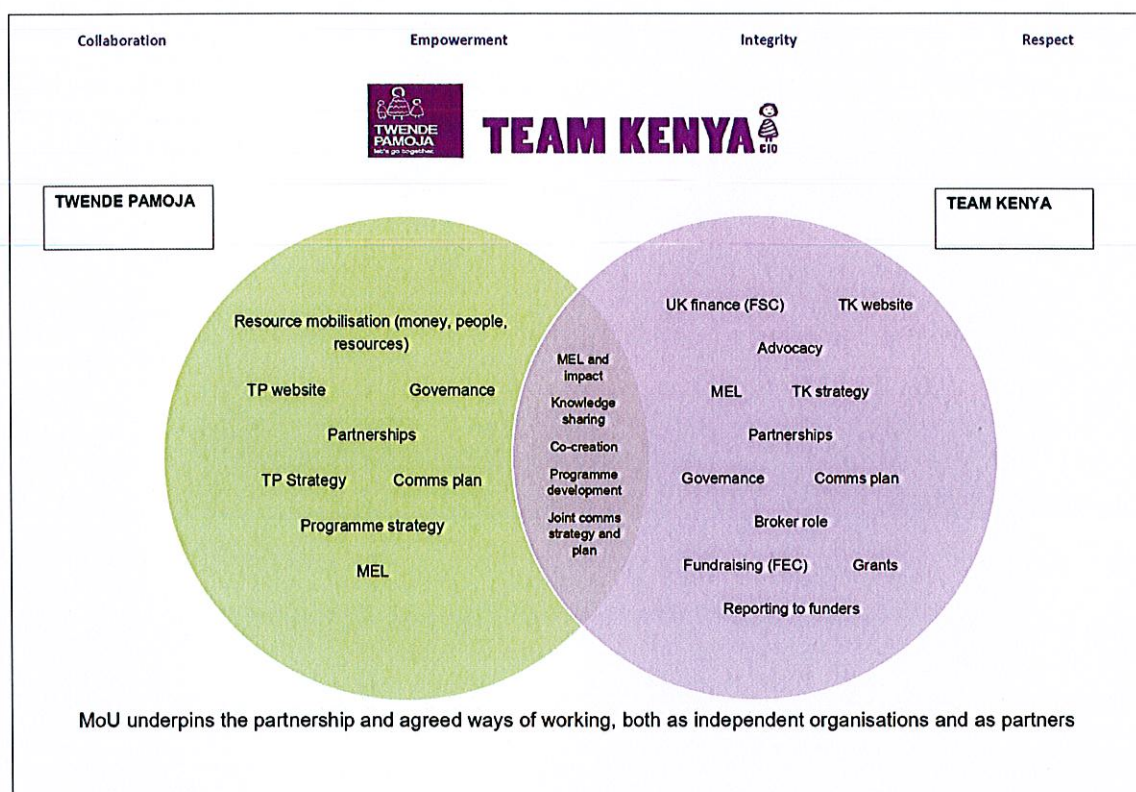 Collaboration Empowerment Integrity Respect
TWENDE
PAMOJA
let's go together
TEAM KENYA
CIO
TWENDE PAMOJA
TEAM KENYA
Resource mobilisation (money, people,
resources)
TP website Governance
Partnerships
TP Strategy Comms plan
Programme strategy
MEL
MEL and
impact
Knowledge
sharing
Co-creation
Programme
development
Joint comms
strategy and
plan
UK finance (FSC) TK website
Advocacy
MEL TK strategy
Partnerships
Governance Comms plan
Broker role
Fundraising (FEC) Grants
Reporting to funders
MoU underpins the partnership and agreed ways of working, both as independent organisations and as partners